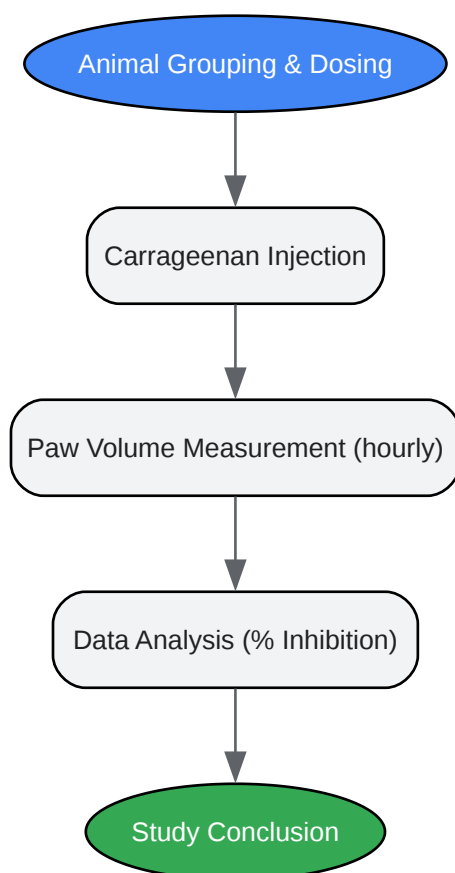 Animal Grouping & Dosing
Carrageenan Injection
Paw Volume Measurement (hourly)
Data Analysis (% Inhibition)
Study Conclusion